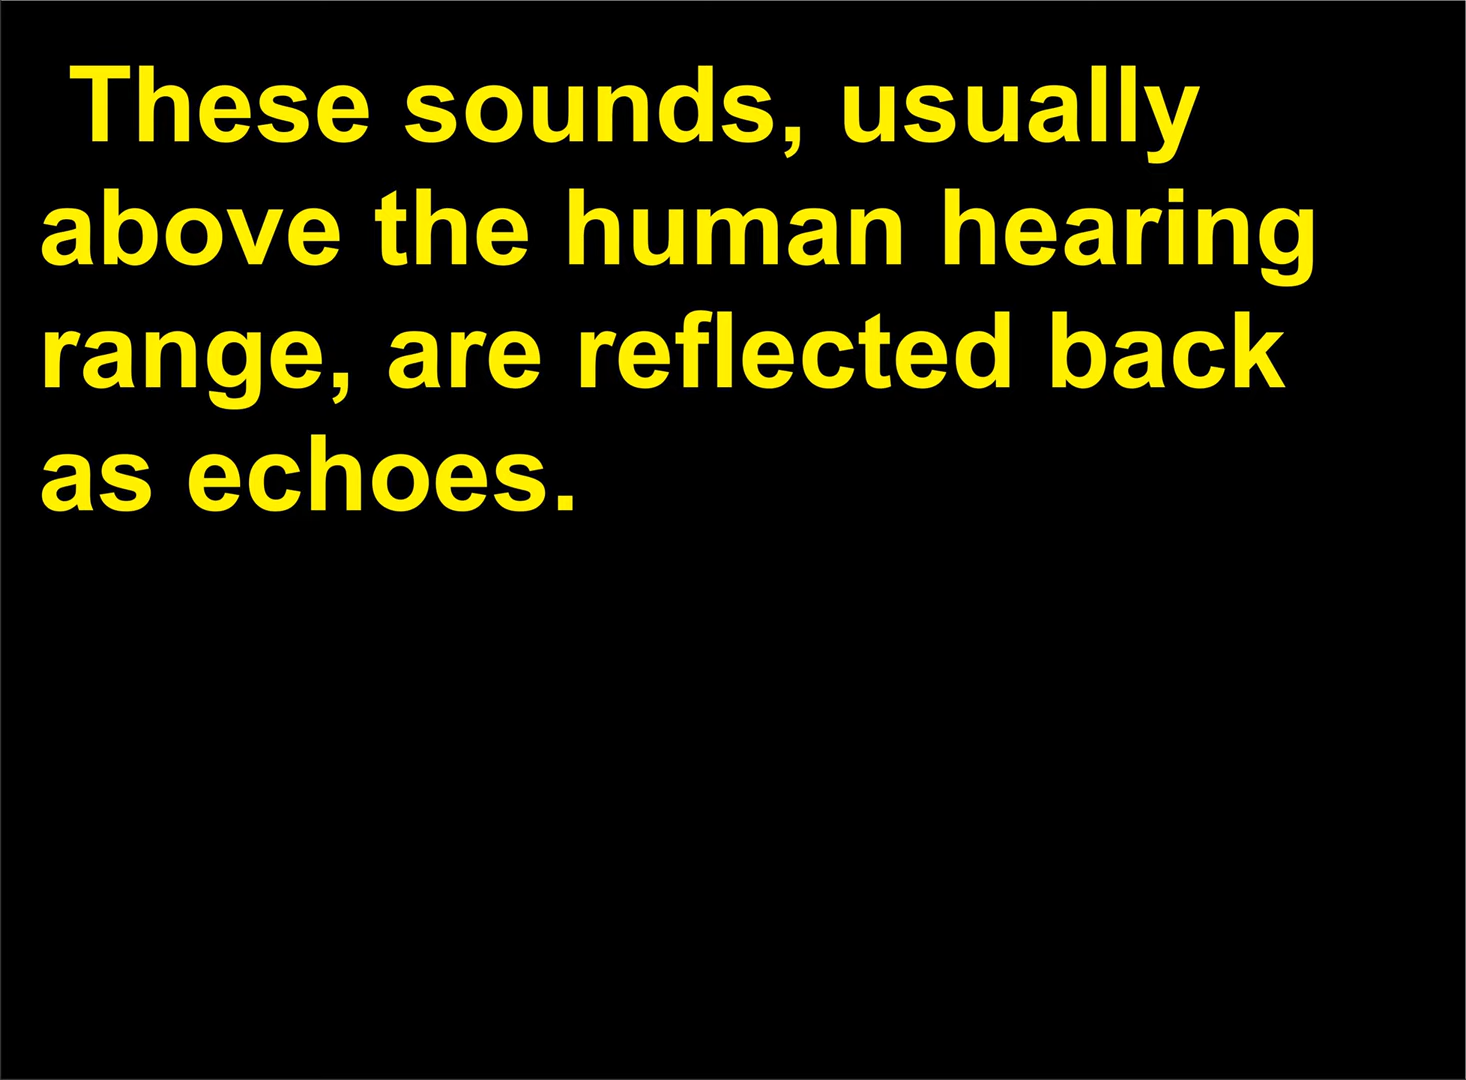 These sounds, usually
above the human hearing
range, are reflected back
as echoes.